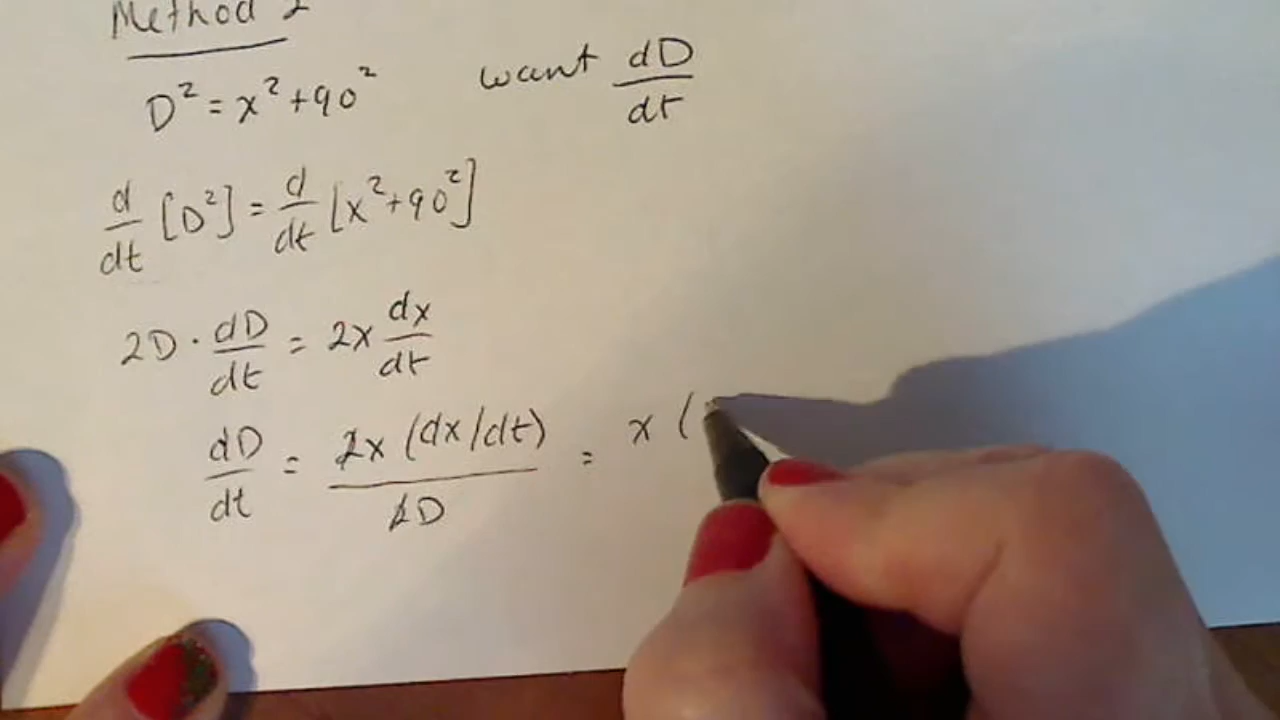 Method 2
D² = x² + 90² want dD/dt
d/dt [D²] = d/dt [x² + 90²]
2D · dD/dt = 2x dx/dt
dD/dt = 2x (dx/dt) / 2D = x (